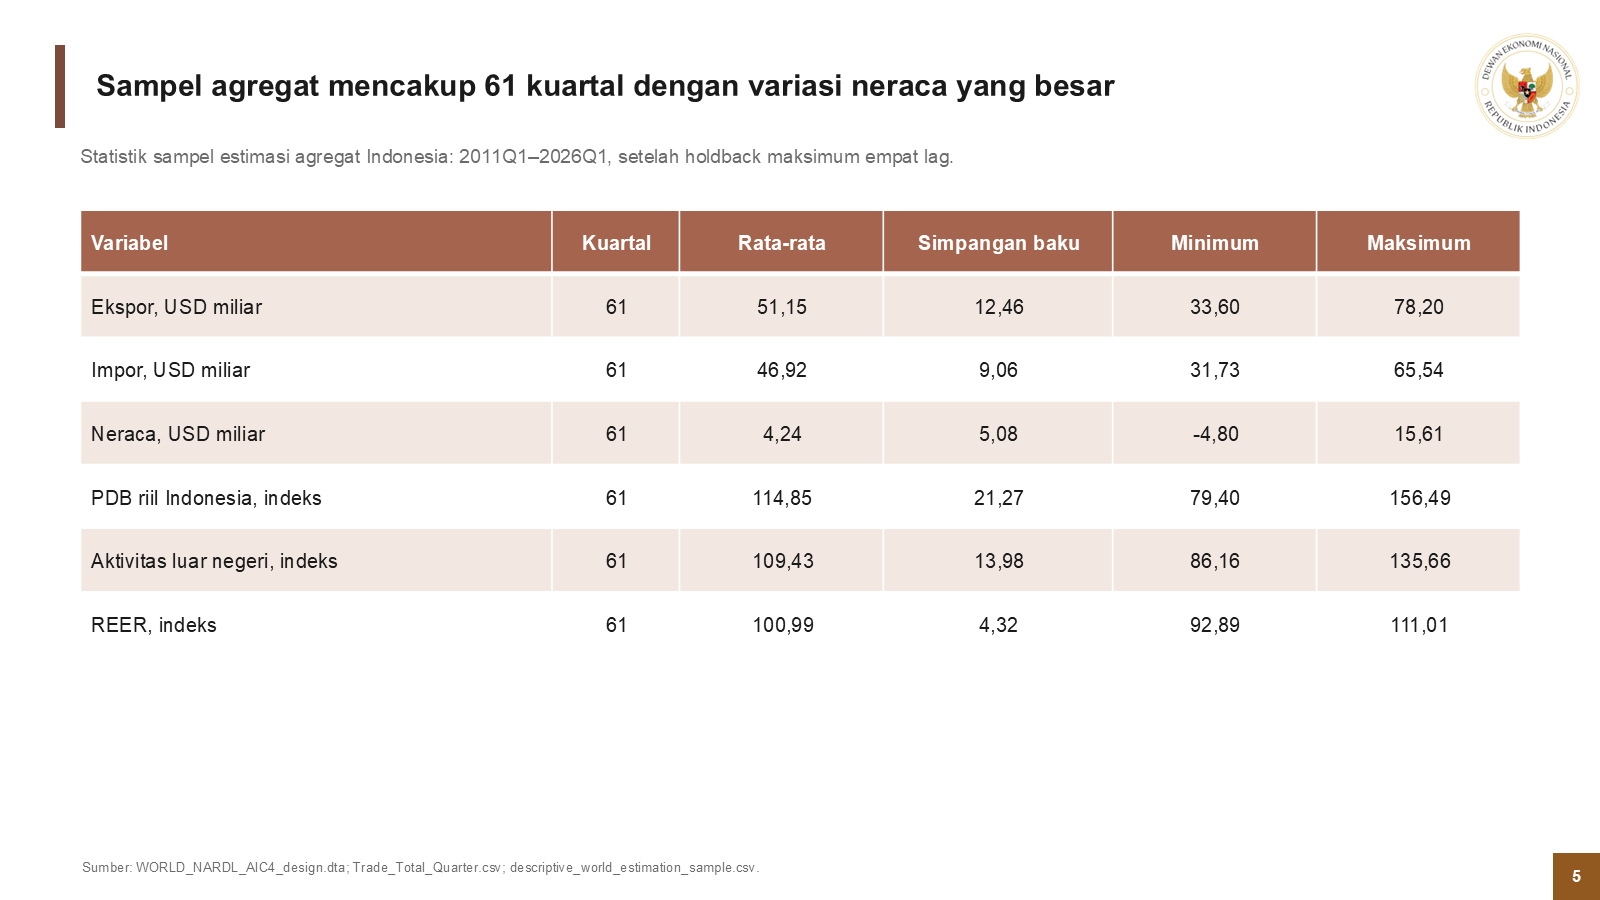 Sampel agregat mencakup 61 kuartal dengan variasi neraca yang besar
DEWAN EKONOMI NASIONAL
REPUBLIK INDONESIA
Statistik sampel estimasi agregat Indonesia: 2011Q1–2026Q1, setelah holdback maksimum empat lag.
Variabel Kuartal Rata-rata Simpangan baku Minimum Maksimum
Ekspor, USD miliar 61 51,15 12,46 33,60 78,20
Impor, USD miliar 61 46,92 9,06 31,73 65,54
Neraca, USD miliar 61 4,24 5,08 -4,80 15,61
PDB riil Indonesia, indeks 61 114,85 21,27 79,40 156,49
Aktivitas luar negeri, indeks 61 109,43 13,98 86,16 135,66
REER, indeks 61 100,99 4,32 92,89 111,01
Sumber: WORLD_NARDL_AIC4_design.dta; Trade_Total_Quarter.csv; descriptive_world_estimation_sample.csv.
5